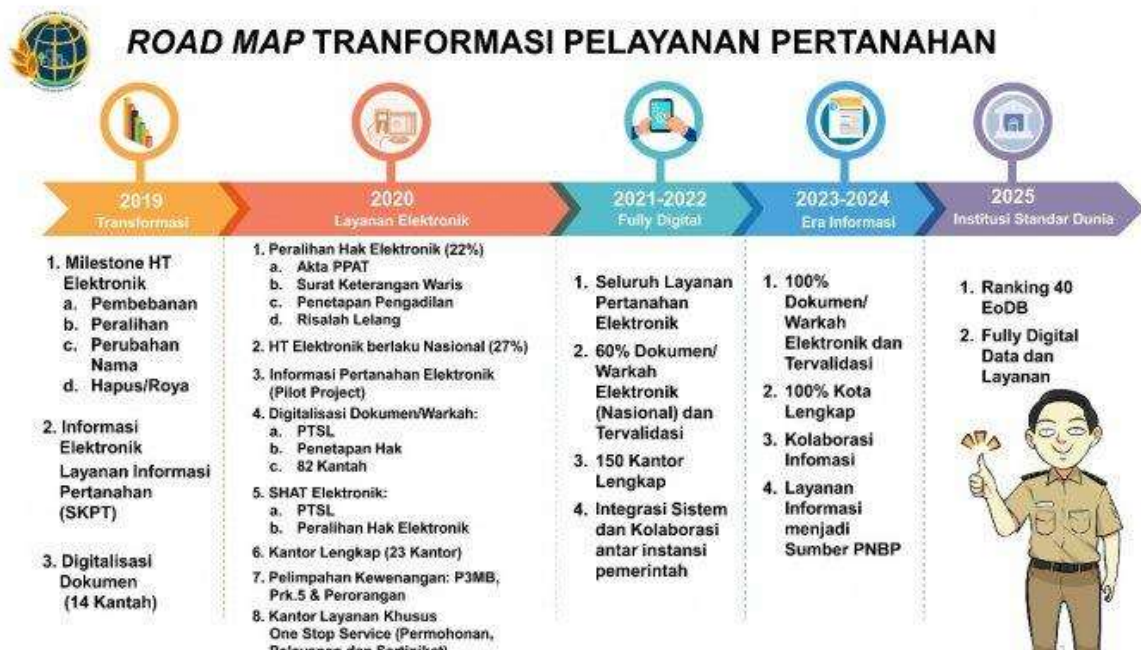 ROAD MAP TRANFORMASI PELAYANAN PERTANAHAN
2019
Transformasi
1. Milestone HT
Elektronik
a. Pembebanan
b. Peralihan
c. Perubahan
Nama
d. Hapus/Roya
2. Informasi
Elektronik
Layanan Informasi
Pertanahan
(SKPT)
3. Digitalisasi
Dokumen
(14 Kantah)
2020
Layanan Elektronik
1. Peralihan Hak Elektronik (22%)
a. Akta PPAT
b. Surat Keterangan Waris
c. Penetapan Pengadilan
d. Risalah Lelang
2. HT Elektronik berlaku Nasional (27%)
3. Informasi Pertanahan Elektronik
(Pilot Project)
4. Digitalisasi Dokumen/Warkah:
a. PTSL
b. Penetapan Hak
c. 82 Kantah
5. SHAT Elektronik:
a. PTSL
b. Peralihan Hak Elektronik
6. Kantor Lengkap (23 Kantor)
7. Pelimpahan Kewenangan: P3MB,
Prk.5 & Perorangan
8. Kantor Layanan Khusus
One Stop Service (Permohonan,
Pelayanan dan Sertipikat)
2021-2022
Fully Digital
1. Seluruh Layanan
Pertanahan
Elektronik
2. 60% Dokumen/
Warkah
Elektronik
(Nasional) dan
Tervalidasi
3. 150 Kantor
Lengkap
4. Integrasi Sistem
dan Kolaborasi
antar instansi
pemerintah
2023-2024
Era Informasi
1. 100%
Dokumen/
Warkah
Elektronik dan
Tervalidasi
2. 100% Kota
Lengkap
3. Kolaborasi
Infomasi
4. Layanan
Informasi
menjadi
Sumber PNBP
2025
Institusi Standar Dunia
1. Ranking 40
EoDB
2. Fully Digital
Data dan
Layanan